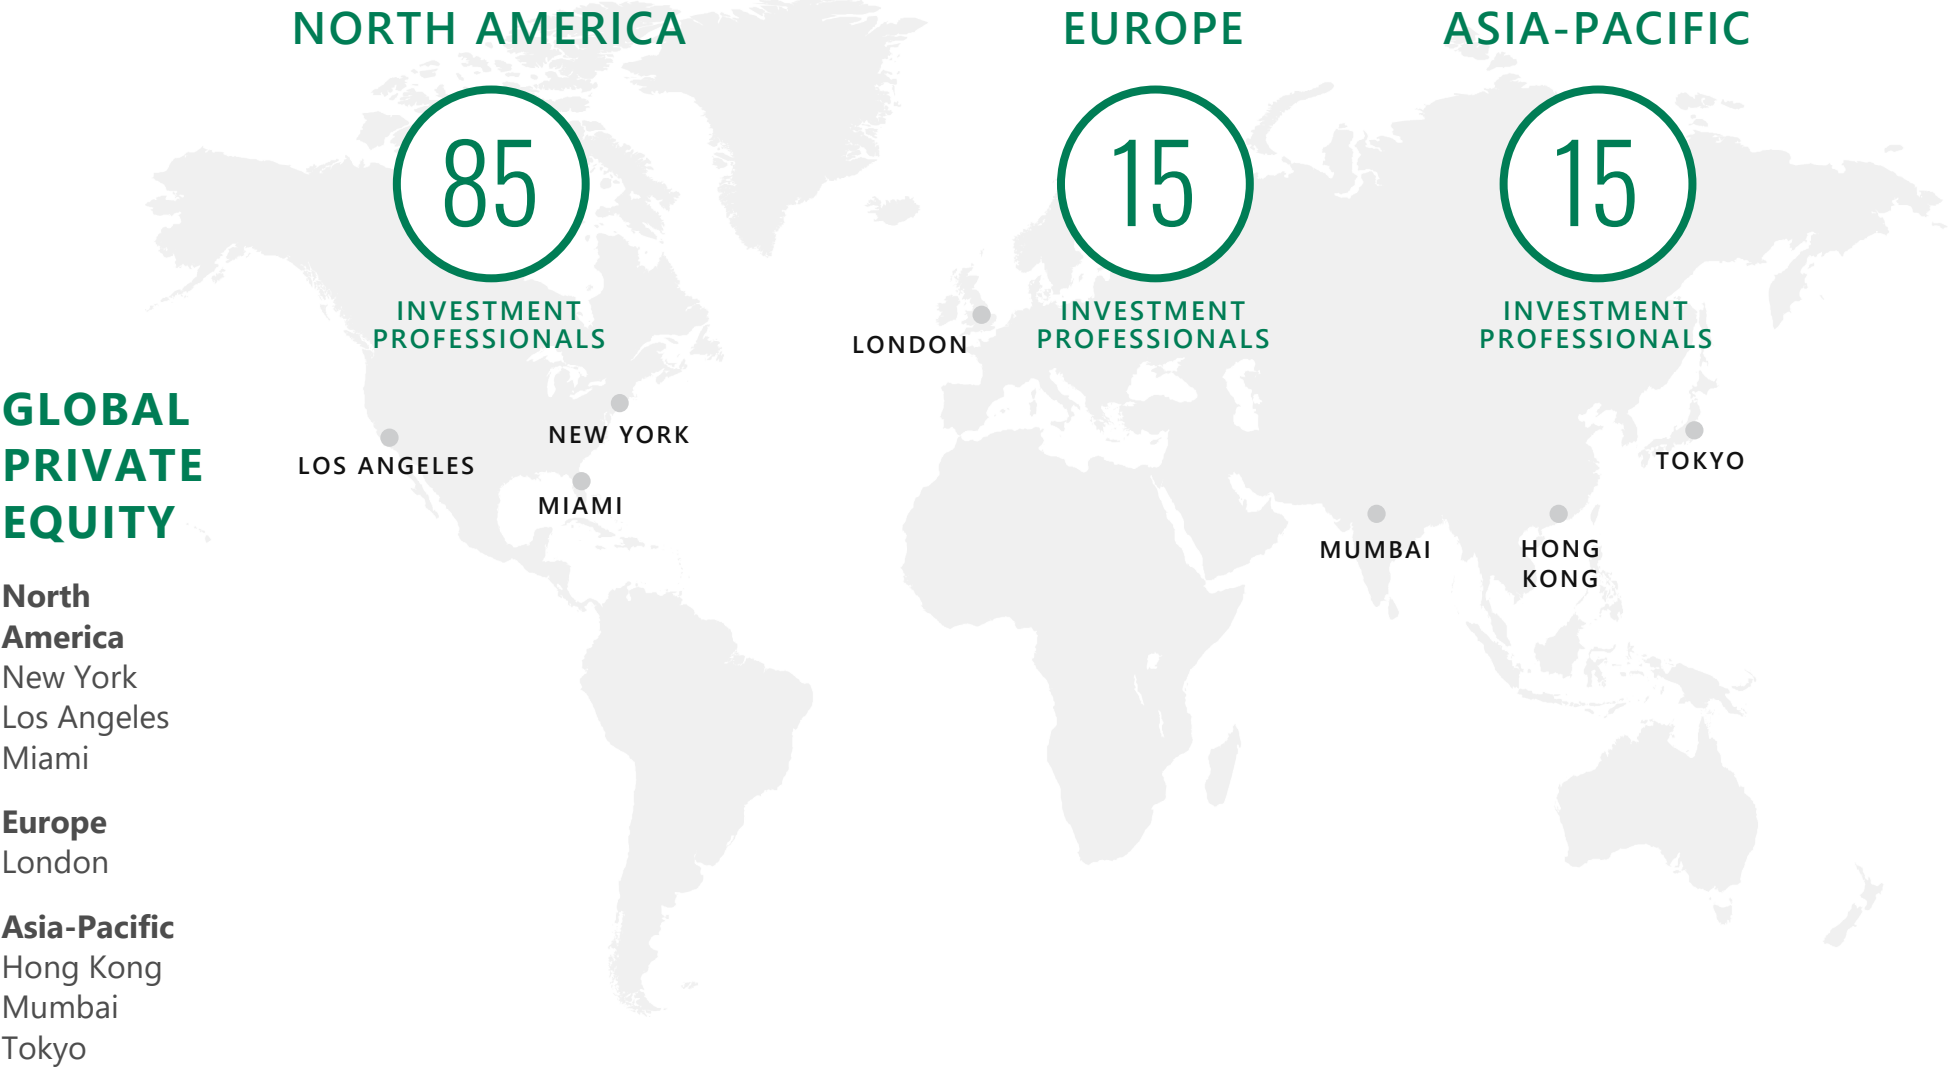 NORTH AMERICA
85
INVESTMENT
PROFESSIONALS
EUROPE
15
INVESTMENT
PROFESSIONALS
ASIA-PACIFIC
15
INVESTMENT
PROFESSIONALS
LONDON
NEW YORK
LOS ANGELES
MIAMI
TOKYO
MUMBAI
HONG
KONG
GLOBAL
PRIVATE
EQUITY
North
America
New York
Los Angeles
Miami
Europe
London
Asia-Pacific
Hong Kong
Mumbai
Tokyo